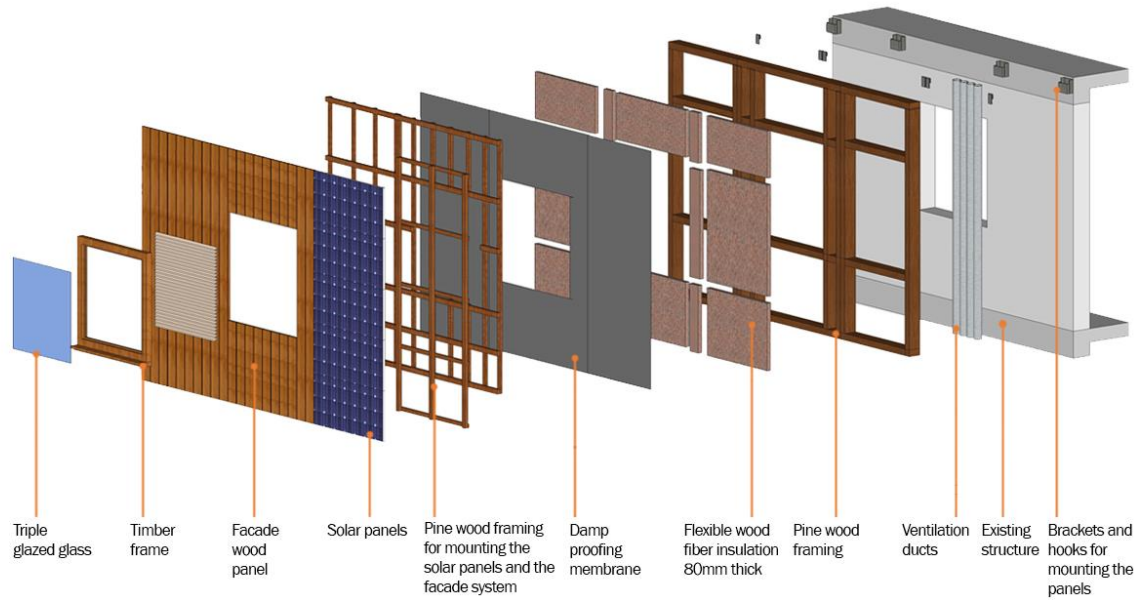 Triple
glazed glass
Timber
frame
Facade
wood
panel
Solar panels
Pine wood framing
for mounting the
solar panels and the
facade system
Damp
proofing
membrane
Flexible wood
fiber insulation
80mm thick
Pine wood
framing
Ventilation
ducts
Existing
structure
Brackets and
hooks for
mounting the
panels